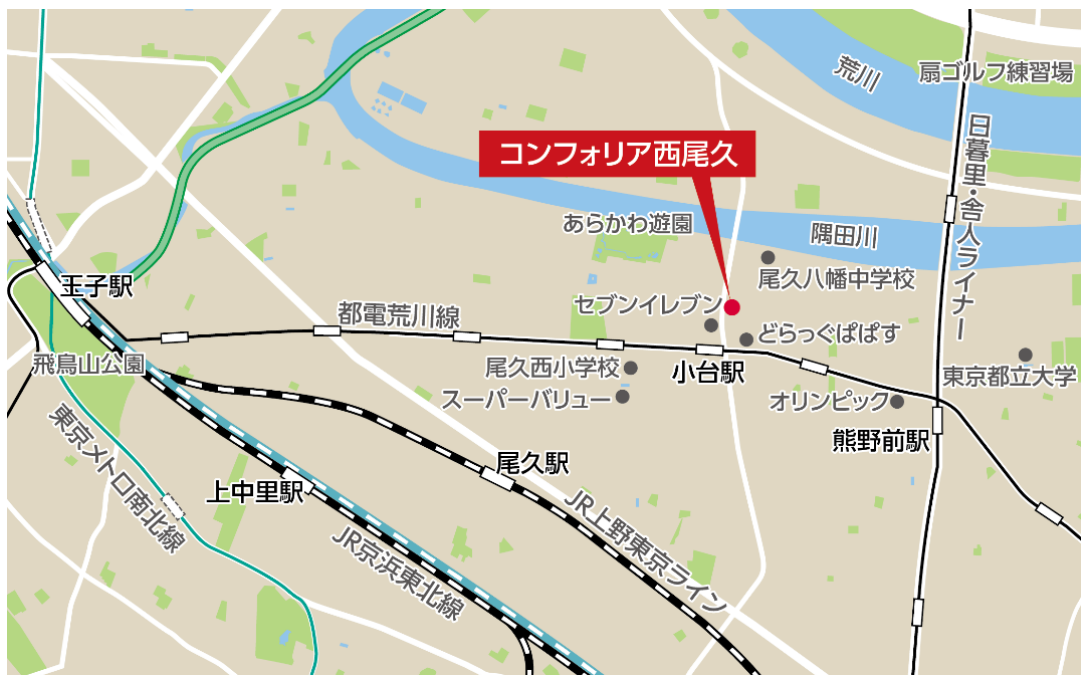 荒川
扇ゴルフ練習場
日暮里・舎人ライナー
コンフォリア西尾久
あらかわ遊園
隅田川
尾久八幡中学校
王子駅
セブンイレブン
都電荒川線
どらっぐぱぱす
飛鳥山公園
尾久西小学校
小台駅
東京都立大学
スーパーバリュー
オリンピック
東京メトロ南北線
熊野前駅
尾久駅
上中里駅
JR上野東京ライン
JR京浜東北線